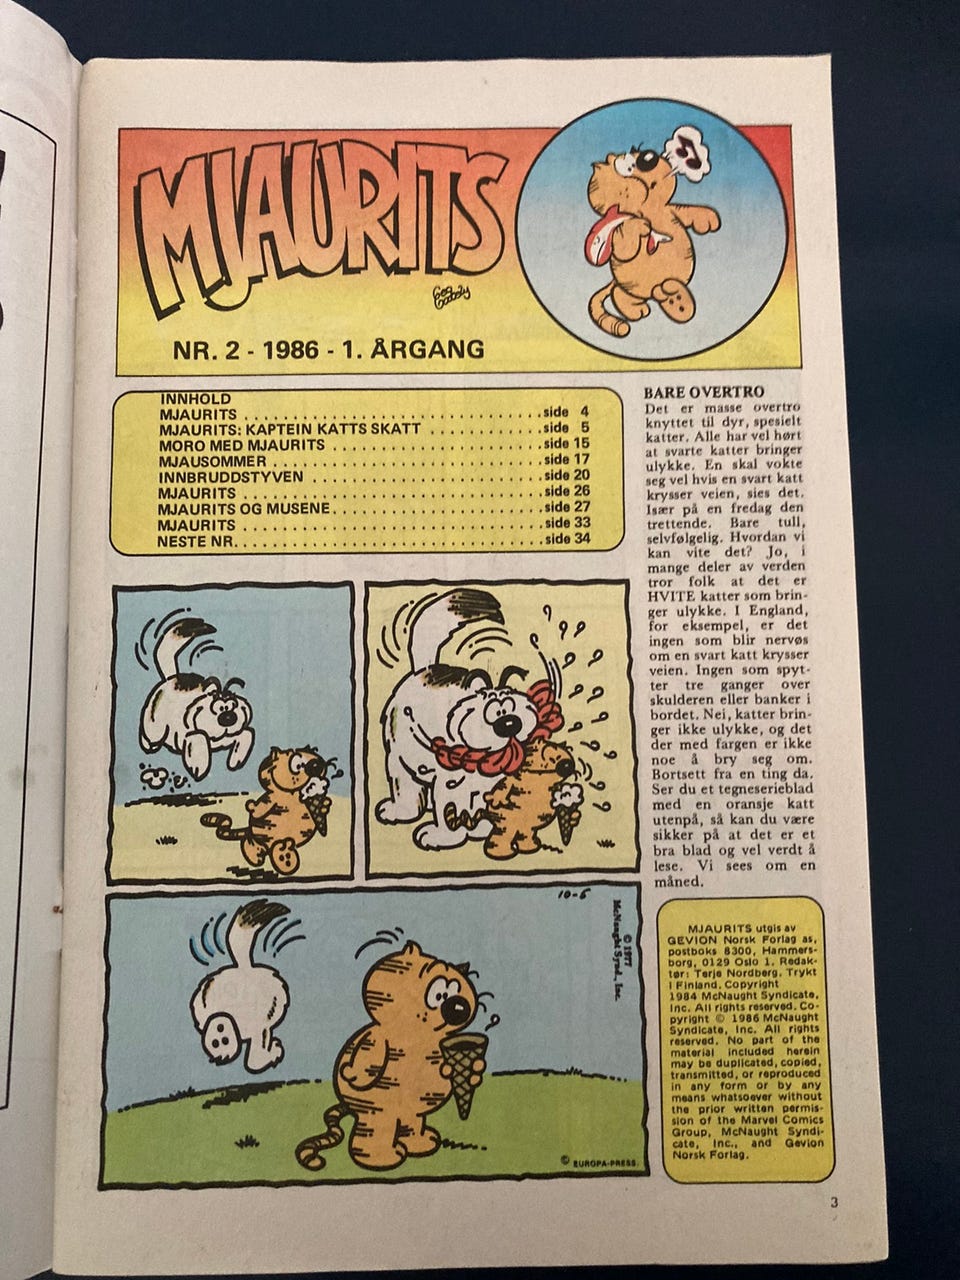 MJAURITS
Geo Gately
NR. 2 - 1986 - 1. ÅRGANG
INNHOLD
MJAURITS . . . . . . . . . . . . . . . . . . . . . . . . . . . . . . . side 4
MJAURITS: KAPTEIN KATTS SKATT . . . . . . . . . . . . side 5
MORO MED MJAURITS . . . . . . . . . . . . . . . . . . . . . . side 15
MJAUSOMMER . . . . . . . . . . . . . . . . . . . . . . . . . . . . side 17
INNBRUDDSTYVEN . . . . . . . . . . . . . . . . . . . . . . . . side 20
MJAURITS . . . . . . . . . . . . . . . . . . . . . . . . . . . . . . . side 26
MJAURITS OG MUSENE . . . . . . . . . . . . . . . . . . . . . side 27
MJAURITS . . . . . . . . . . . . . . . . . . . . . . . . . . . . . . . side 33
NESTE NR. . . . . . . . . . . . . . . . . . . . . . . . . . . . . . . side 34
BARE OVERTRO
Det er masse overtro
knyttet til dyr, spesielt
katter. Alle har vel hørt
at svarte katter bringer
ulykke. En skal vokte
seg vel hvis en svart katt
krysser veien, sies det.
Især på en fredag den
trettende. Bare tull,
selvfølgelig. Hvordan vi
kan vite det? Jo, i
mange deler av verden
tror folk at det er
HVITE katter som brin-
ger ulykke. I England,
for eksempel, er det
ingen som blir nervøs
om en svart katt krysser
veien. Ingen som spyt-
ter tre ganger over
skulderen eller banker i
bordet. Nei, katter brin-
ger ikke ulykke, og det
der med fargen er ikke
noe å bry seg om.
Bortsett fra en ting da.
Ser du et tegneserieblad
med en oransje katt
utenpå, så kan du være
sikker på at det er et
bra blad og vel verdt å
lese. Vi sees om en
måned.
10-5
© 1977
McNaught Synd., Inc.
© EUROPA-PRESS.
MJAURITS utgis av
GEVION Norsk Forlag as,
postboks 8300, Hammers-
borg, 0129 Oslo 1. Redak-
tør: Terje Nordberg. Trykt
i Finland. Copyright
1984 McNaught Syndicate,
Inc. All rights reserved. Co-
pyright © 1986 McNaught
Syndicate, Inc. All rights
reserved. No part of the
material included herein
may be duplicated, copied,
transmitted, or reproduced
in any form or by any
means whatsoever without
the prior written permis-
sion of the Marvel Comics
Group, McNaught Syndi-
cate, Inc., and Gevion
Norsk Forlag.
3